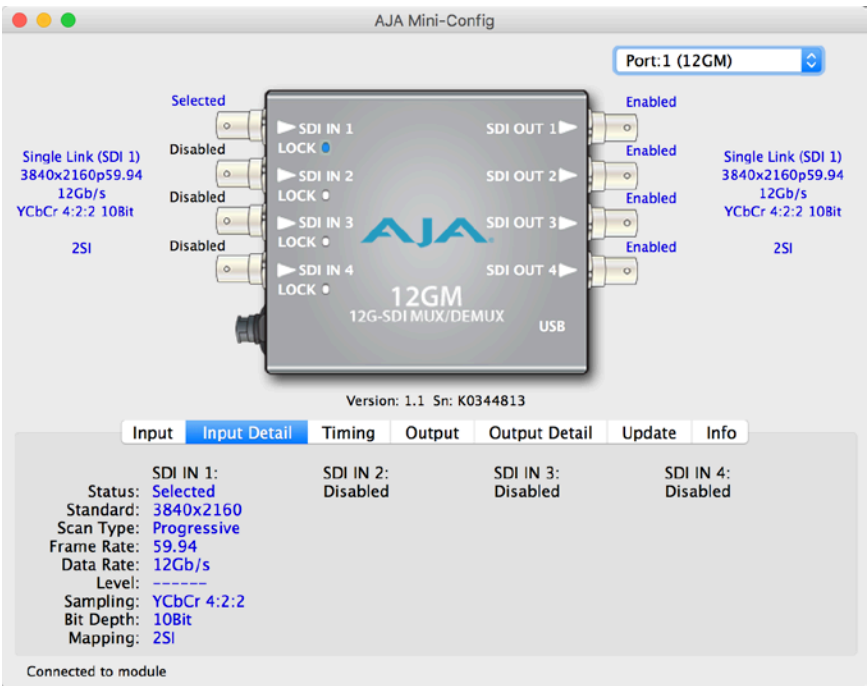 AJA Mini-Config
Port:1 (12GM)
Selected
Disabled
Disabled
Disabled
Single Link (SDI 1)
3840x2160p59.94
12Gb/s
YCbCr 4:2:2 10Bit
2SI
SDI IN 1
LOCK
SDI IN 2
LOCK
SDI IN 3
LOCK
SDI IN 4
LOCK
SDI OUT 1
SDI OUT 2
SDI OUT 3
SDI OUT 4
AJA
12GM
12G-SDI MUX/DEMUX
USB
Enabled
Enabled
Enabled
Enabled
Single Link (SDI 1)
3840x2160p59.94
12Gb/s
YCbCr 4:2:2 10Bit
2SI
Version: 1.1 Sn: K0344813
Input Input Detail Timing Output Output Detail Update Info
SDI IN 1: SDI IN 2: SDI IN 3: SDI IN 4:
Status: Selected Disabled Disabled Disabled
Standard: 3840x2160
Scan Type: Progressive
Frame Rate: 59.94
Data Rate: 12Gb/s
Level: ------
Sampling: YCbCr 4:2:2
Bit Depth: 10Bit
Mapping: 2SI
Connected to module